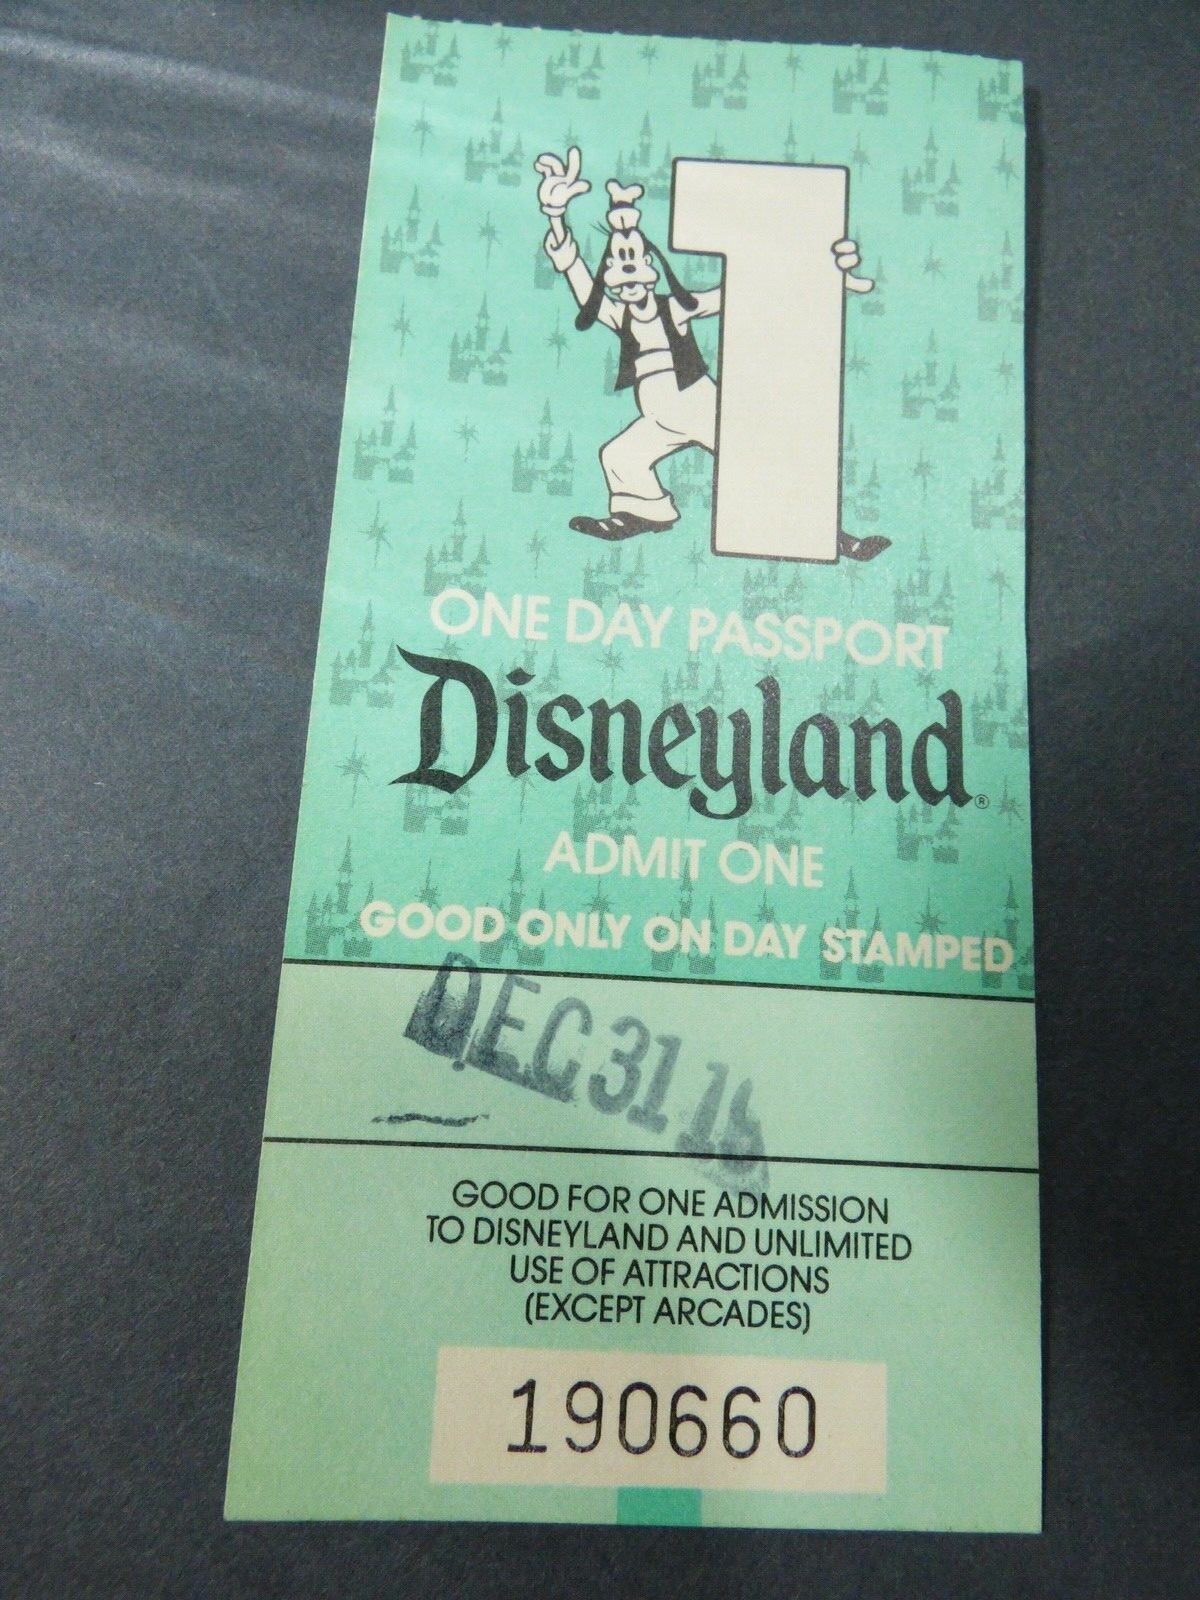 1
ONE DAY PASSPORT
Disneyland®
ADMIT ONE
GOOD ONLY ON DAY STAMPED
DEC 31
GOOD FOR ONE ADMISSION
TO DISNEYLAND AND UNLIMITED
USE OF ATTRACTIONS
(EXCEPT ARCADES)
190660